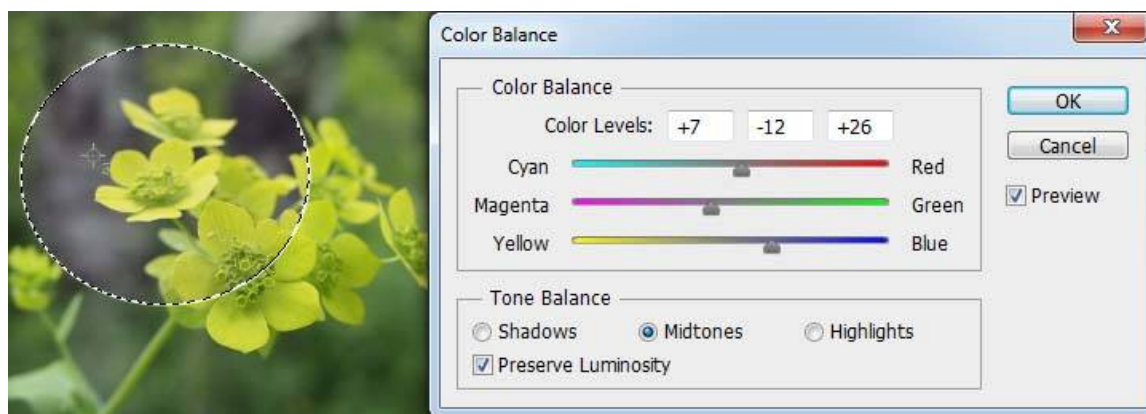 Color Balance
Color Balance
Color Levels: +7 -12 +26
Cyan Red
Magenta Green
Yellow Blue
Tone Balance
Shadows Midtones Highlights
Preserve Luminosity
OK
Cancel
Preview